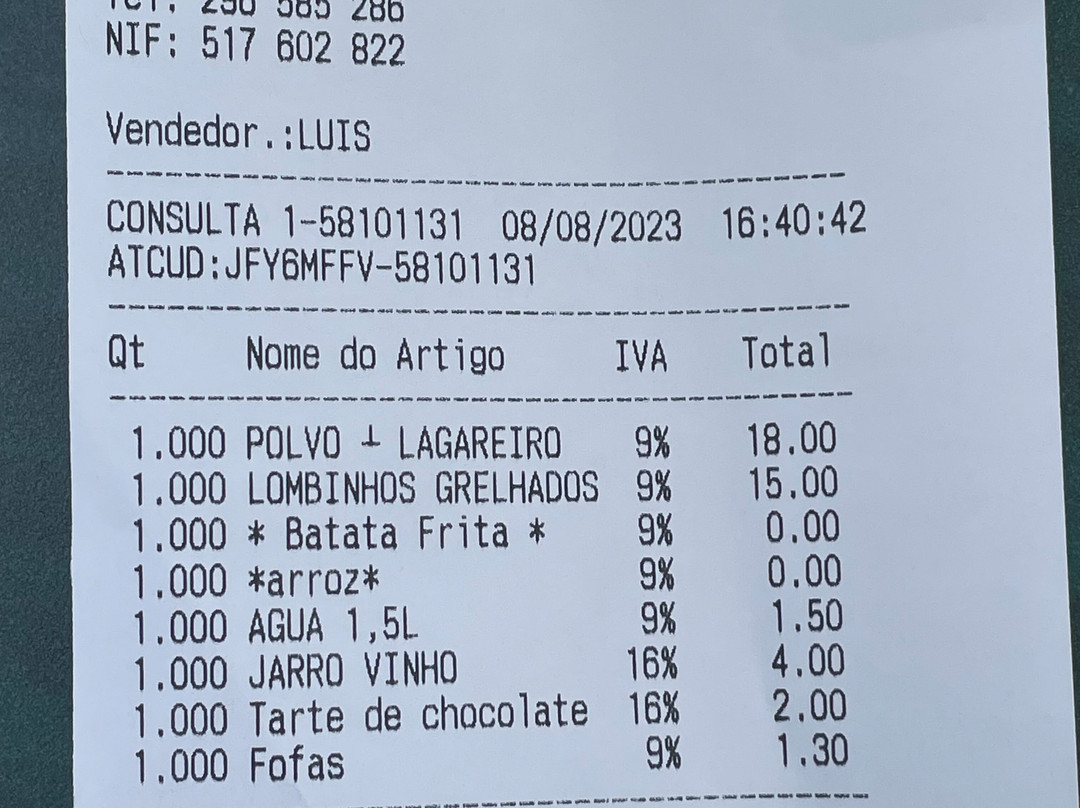 286
NIF: 517 602 822
Vendedor.:LUIS
CONSULTA 1-58101131 08/08/2023 16:40:42
ATCUD:JFY6MFFV-58101131
Qt Nome do Artigo IVA Total
1.000 POLVO ┴ LAGAREIRO 9% 18.00
1.000 LOMBINHOS GRELHADOS 9% 15.00
1.000 * Batata Frita * 9% 0.00
1.000 *arroz* 9% 0.00
1.000 AGUA 1,5L 9% 1.50
1.000 JARRO VINHO 16% 4.00
1.000 Tarte de chocolate 16% 2.00
1.000 Fofas 9% 1.30